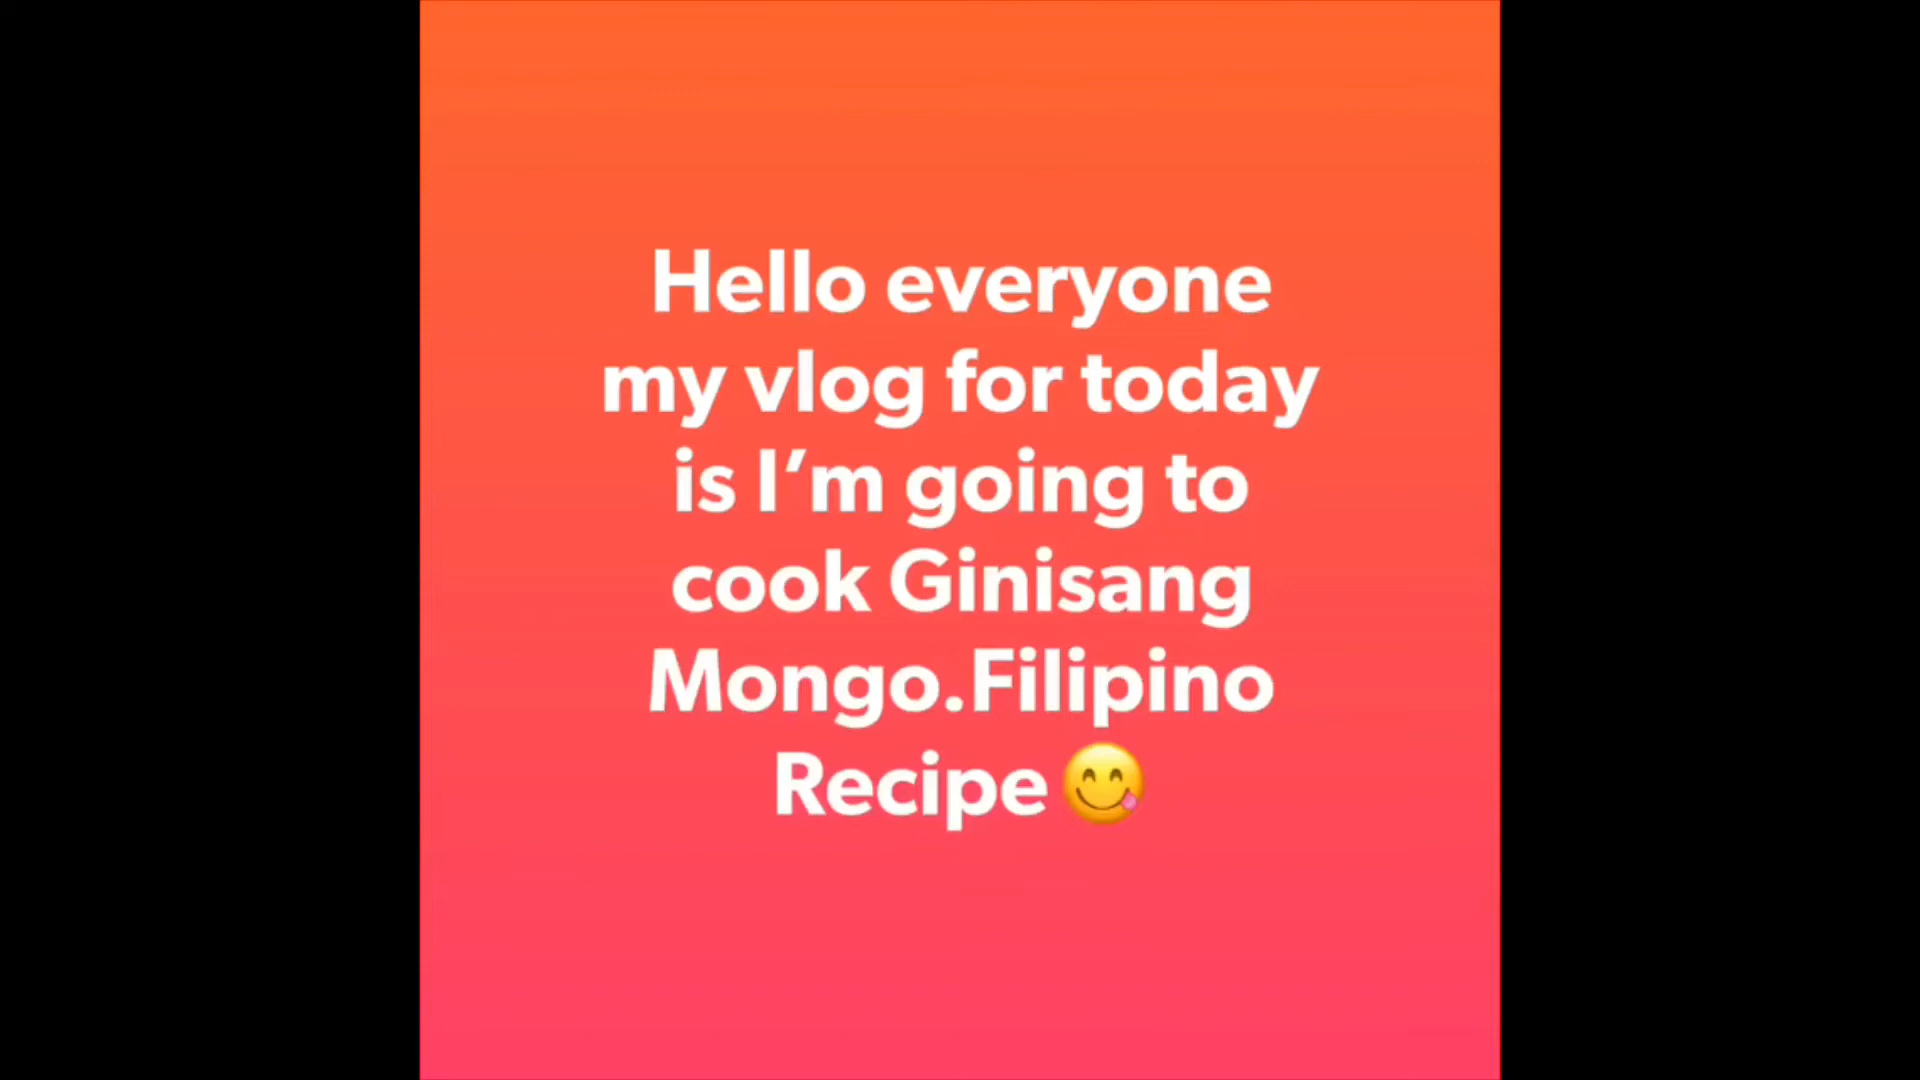 Hello everyone
my vlog for today
is I’m going to
cook Ginisang
Mongo.Filipino
Recipe 😋